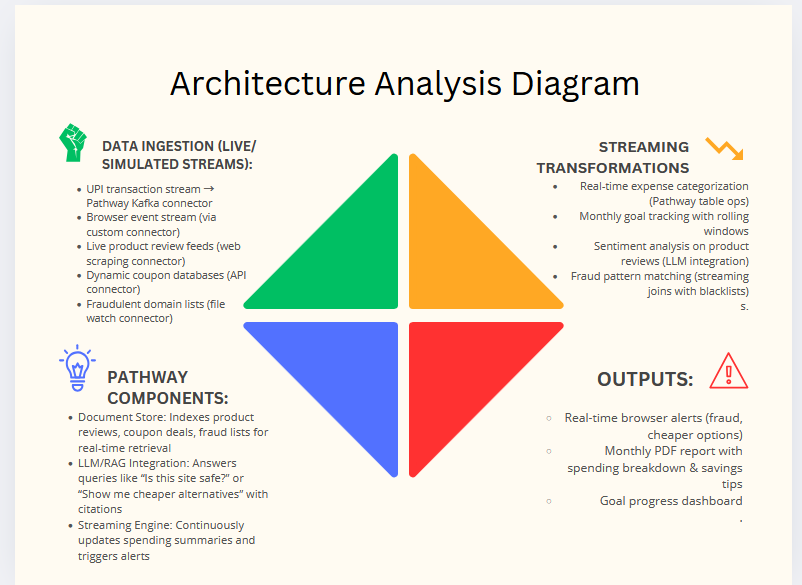 Architecture Analysis Diagram
DATA INGESTION (LIVE/
SIMULATED STREAMS):
• UPI transaction stream →
Pathway Kafka connector
• Browser event stream (via
custom connector)
• Live product review feeds (web
scraping connector)
• Dynamic coupon databases (API
connector)
• Fraudulent domain lists (file
watch connector)
STREAMING
TRANSFORMATIONS
• Real-time expense categorization
(Pathway table ops)
• Monthly goal tracking with rolling
windows
• Sentiment analysis on product
reviews (LLM integration)
• Fraud pattern matching (streaming
joins with blacklists)
s.
PATHWAY
COMPONENTS:
• Document Store: Indexes product
reviews, coupon deals, fraud lists for
real-time retrieval
• LLM/RAG Integration: Answers
queries like “Is this site safe?” or
“Show me cheaper alternatives” with
citations
• Streaming Engine: Continuously
updates spending summaries and
triggers alerts
OUTPUTS:
○ Real-time browser alerts (fraud,
cheaper options)
○ Monthly PDF report with
spending breakdown & savings
tips
○ Goal progress dashboard
.